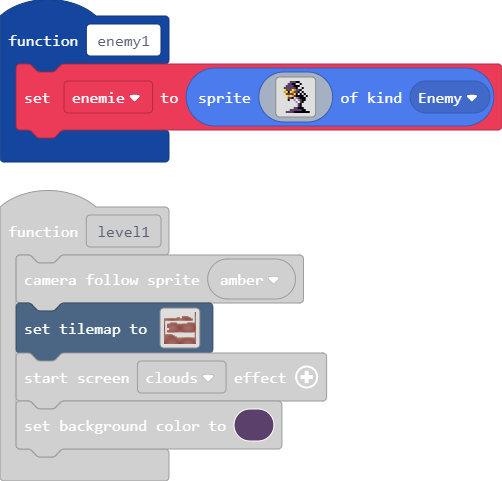 function enemy1
set enemie to sprite of kind Enemy
function level1
camera follow sprite amber
set tilemap to
start screen clouds effect
set background color to